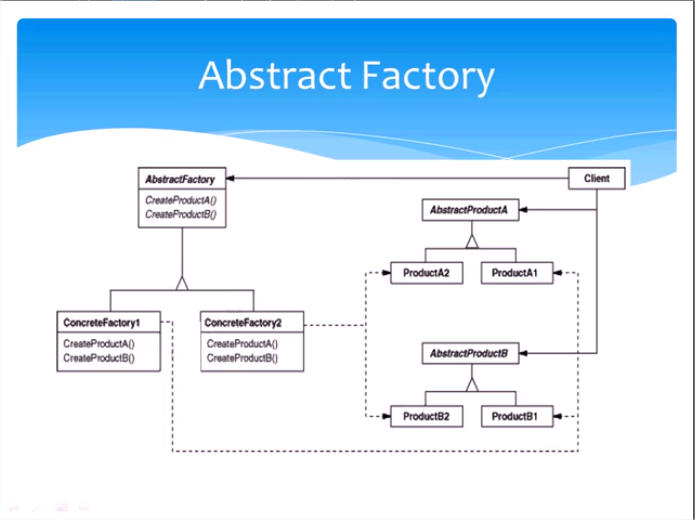 Abstract Factory
AbstractFactory
CreateProductA()
CreateProductB()
Client
AbstractProductA
ProductA2
ProductA1
ConcreteFactory1
CreateProductA()
CreateProductB()
ConcreteFactory2
CreateProductA()
CreateProductB()
AbstractProductB
ProductB2
ProductB1